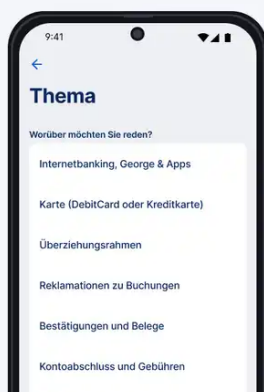 9:41
Thema
Worüber möchten Sie reden?
Internetbanking, George & Apps
Karte (DebitCard oder Kreditkarte)
Überziehungsrahmen
Reklamationen zu Buchungen
Bestätigungen und Belege
Kontoabschluss und Gebühren